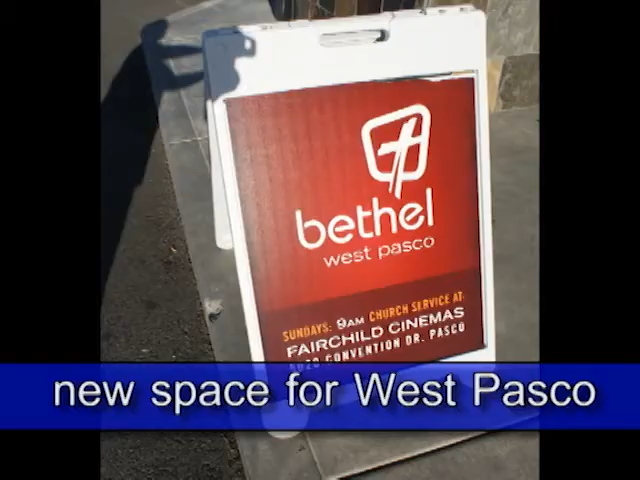 bethel
west pasco
SUNDAYS: 9AM CHURCH SERVICE AT:
FAIRCHILD CINEMAS
CONVENTION DR. PASCO
new space for West Pasco